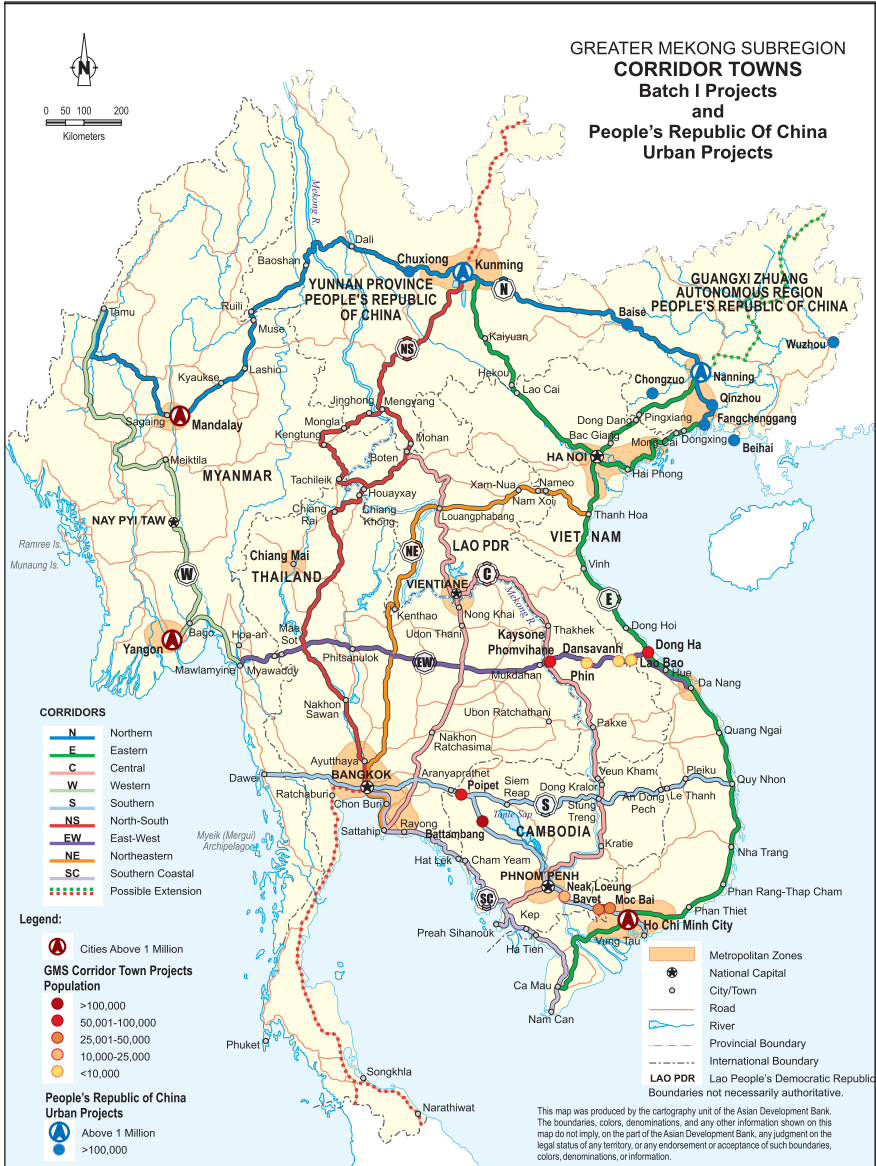 GREATER MEKONG SUBREGION
CORRIDOR TOWNS
Batch I Projects
and
People's Republic Of China
Urban Projects
N
0 50 100 200
Kilometers
Mekong R.
Dali
Baoshan
Chuxiong
Kunming
A
N
YUNNAN PROVINCE
PEOPLE'S REPUBLIC
OF CHINA
GUANGXI ZHUANG
AUTONOMOUS REGION
PEOPLE'S REPUBLIC OF CHINA
Tamu
Ruili
Muse
Baise
Kaiyuan
Wuzhou
NS
Lashio
Kyaukse
Hekou
Lao Cai
Chongzuo
A
Nanning
Qinzhou
Jinghong
Mengyang
Dong Dang
Pingxiang
Fangchenggang
Sagaing
A
Mandalay
Mongla
Kengtung
Mohan
Bac Giang
Mong Cai
Dongxing
Beihai
Boten
HA NOI
Hai Phong
Meiktila
MYANMAR
Tachileik
Houayxay
Xam-Nua
Nameo
Nam Xoi
Chiang
Rai
Chiang
Khong
Louangphabang
Thanh Hoa
NAY PYI TAW
VIET NAM
Ramree Is.
Munaung Is.
LAO PDR
NE
Chiang Mai
THAILAND
Vinh
W
VIENTIANE
C
Mekong R.
E
Kenthao
Nong Khai
Udon Thani
Thakhek
Dong Hoi
Yangon
A
Bago
Hoa-an
Mae
Sot
Kaysone
Phomvihane
Dansavanh
Dong Ha
Lao Bao
Hue
Phitsanulok
EW
Mawlamyine
Myawaddy
Mukdahan
Phin
Da Nang
Nakhon
Sawan
Ubon Ratchathani
Pakxe
Quang Ngai
Nakhon
Ratchasima
CORRIDORS
N Northern
E Eastern
C Central
W Western
S Southern
NS North-South
EW East-West
NE Northeastern
SC Southern Coastal
Possible Extension
Ayutthaya
BANGKOK
Dawei
Ratchaburi
Chon Buri
Aranyaprathet
Poipet
Siem
Reap
Dong Kralor
Veun Kham
Pleiku
Quy Nhon
S
Stung
Treng
An Dong
Pech
Le Thanh
Tonle Sap
Sattahip
Rayong
Battambang
CAMBODIA
Myeik (Mergui)
Archipelago
Kratie
Nha Trang
Hat Lek
Cham Yeam
PHNOM PENH
Neak Loeung
Bavet
Moc Bai
Phan Rang-Thap Cham
SC
Phan Thiet
A
Ho Chi Minh City
Kep
Vung Tau
Preah Sihanouk
Ha Tien
Ca Mau
Nam Can
Phuket
Songkhla
Narathiwat
Legend:
A Cities Above 1 Million
GMS Corridor Town Projects
Population
>100,000
50,001-100,000
25,001-50,000
10,000-25,000
<10,000
People's Republic of China
Urban Projects
A Above 1 Million
>100,000
Metropolitan Zones
National Capital
City/Town
Road
River
Provincial Boundary
International Boundary
LAO PDR Lao People's Democratic Republic
Boundaries not necessarily authoritative.
This map was produced by the cartography unit of the Asian Development Bank.
The boundaries, colors, denominations, and any other information shown on this
map do not imply, on the part of the Asian Development Bank, any judgment on the
legal status of any territory, or any endorsement or acceptance of such boundaries,
colors, denominations, or information.